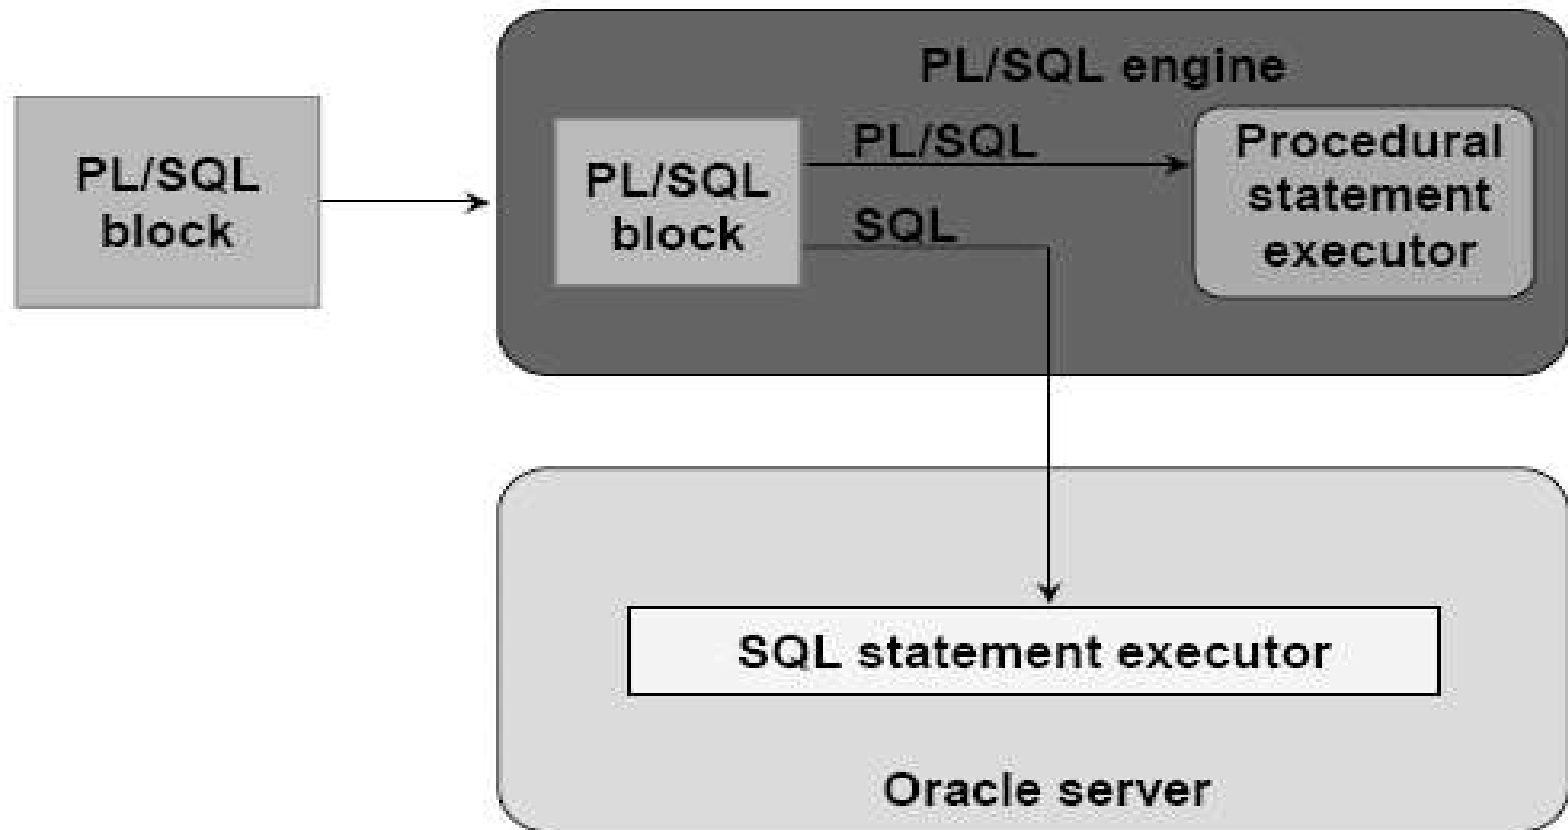 PL/SQL engine
PL/SQL
block
PL/SQL
block
PL/SQL
SQL
Procedural
statement
executor
SQL statement executor
Oracle server